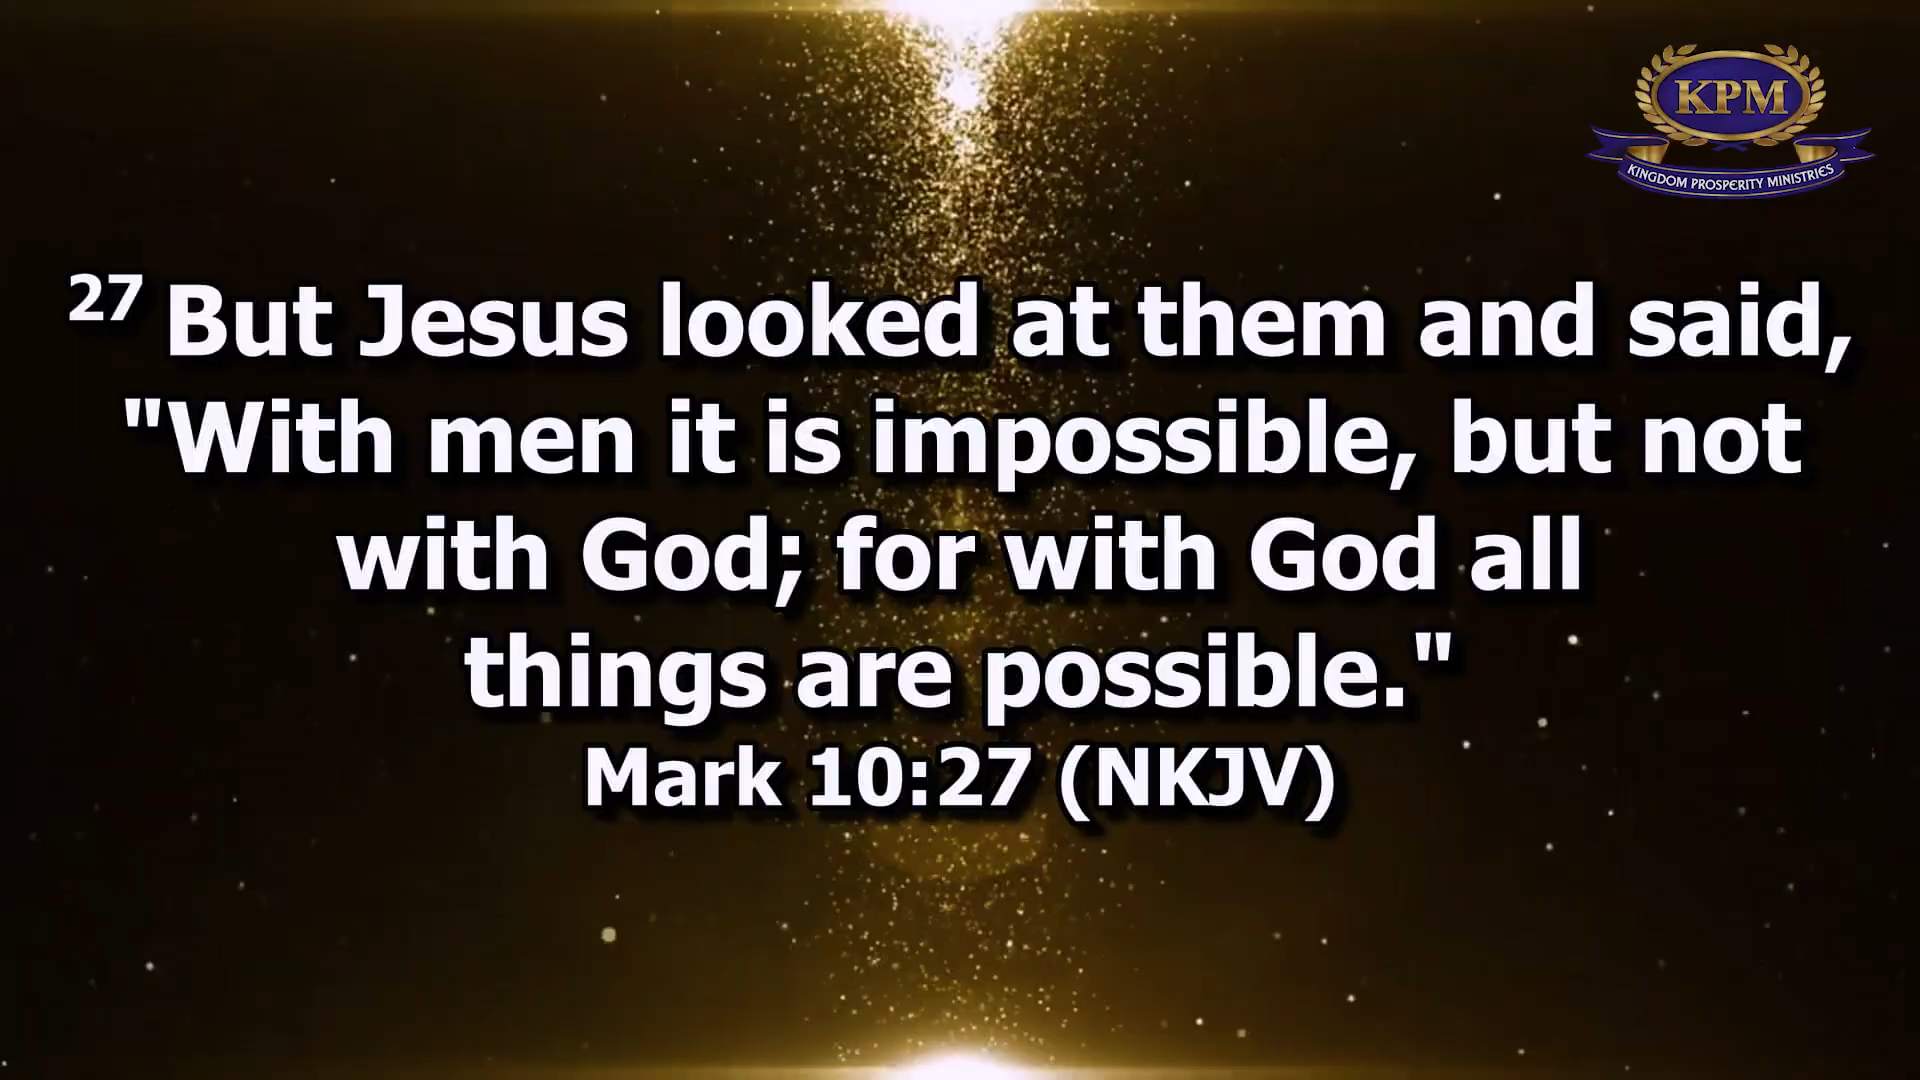 KPM
KINGDOM PROSPERITY MINISTRIES
27 But Jesus looked at them and said,
"With men it is impossible, but not
with God; for with God all
things are possible."
Mark 10:27 (NKJV)